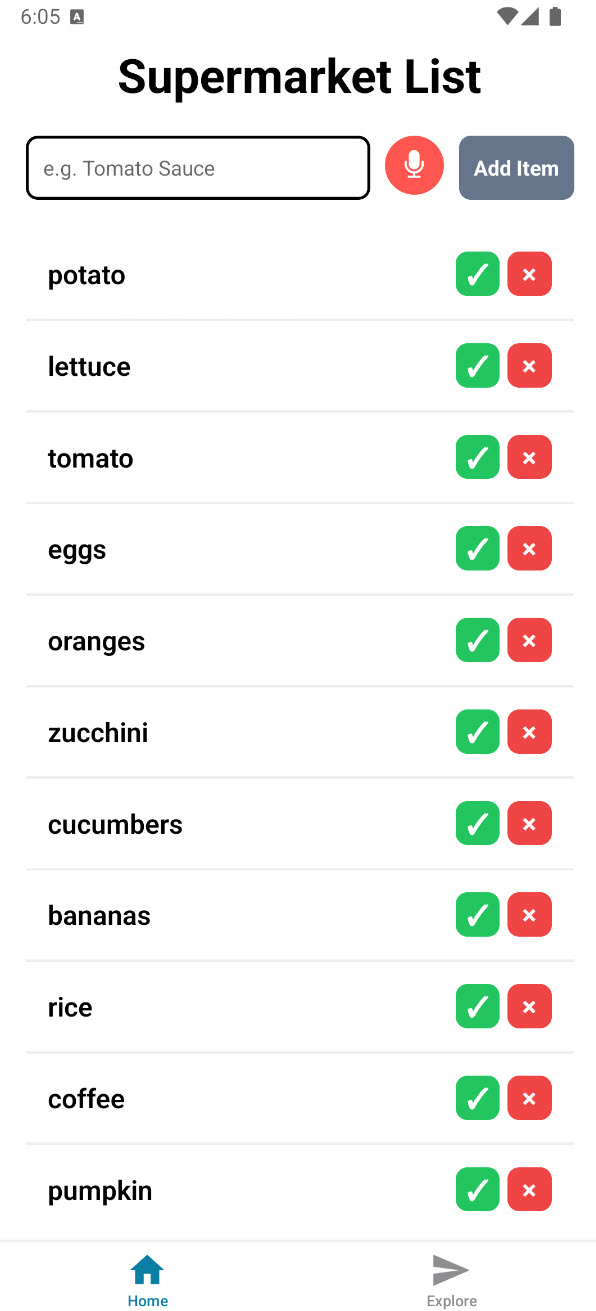 6:05 A
Supermarket List
e.g. Tomato Sauce
Add Item
potato
lettuce
tomato
eggs
oranges
zucchini
cucumbers
bananas
rice
coffee
pumpkin
Home
Explore